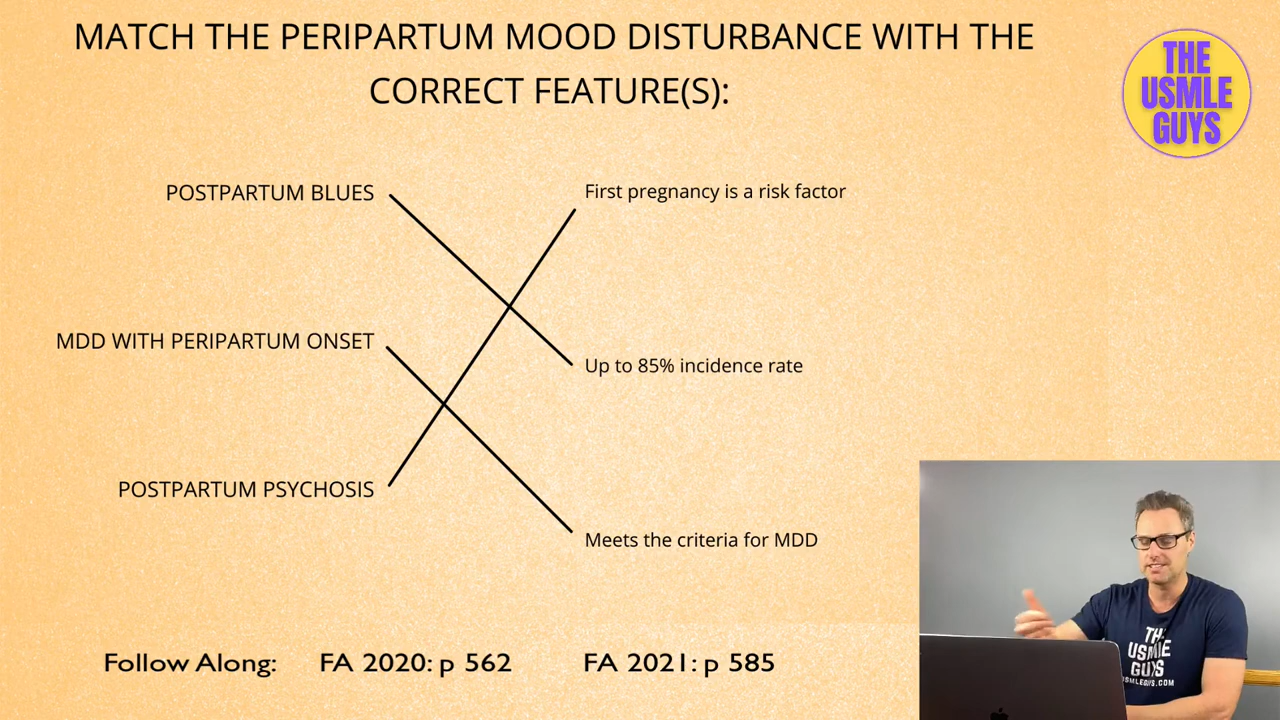 MATCH THE PERIPARTUM MOOD DISTURBANCE WITH THE
CORRECT FEATURE(S):
THE
USMLE
GUYS
POSTPARTUM BLUES
First pregnancy is a risk factor
MDD WITH PERIPARTUM ONSET
Up to 85% incidence rate
POSTPARTUM PSYCHOSIS
Meets the criteria for MDD
Follow Along: FA 2020: p 562 FA 2021: p 585
THE
USMLE
GUYS
USMLEGUYS.COM